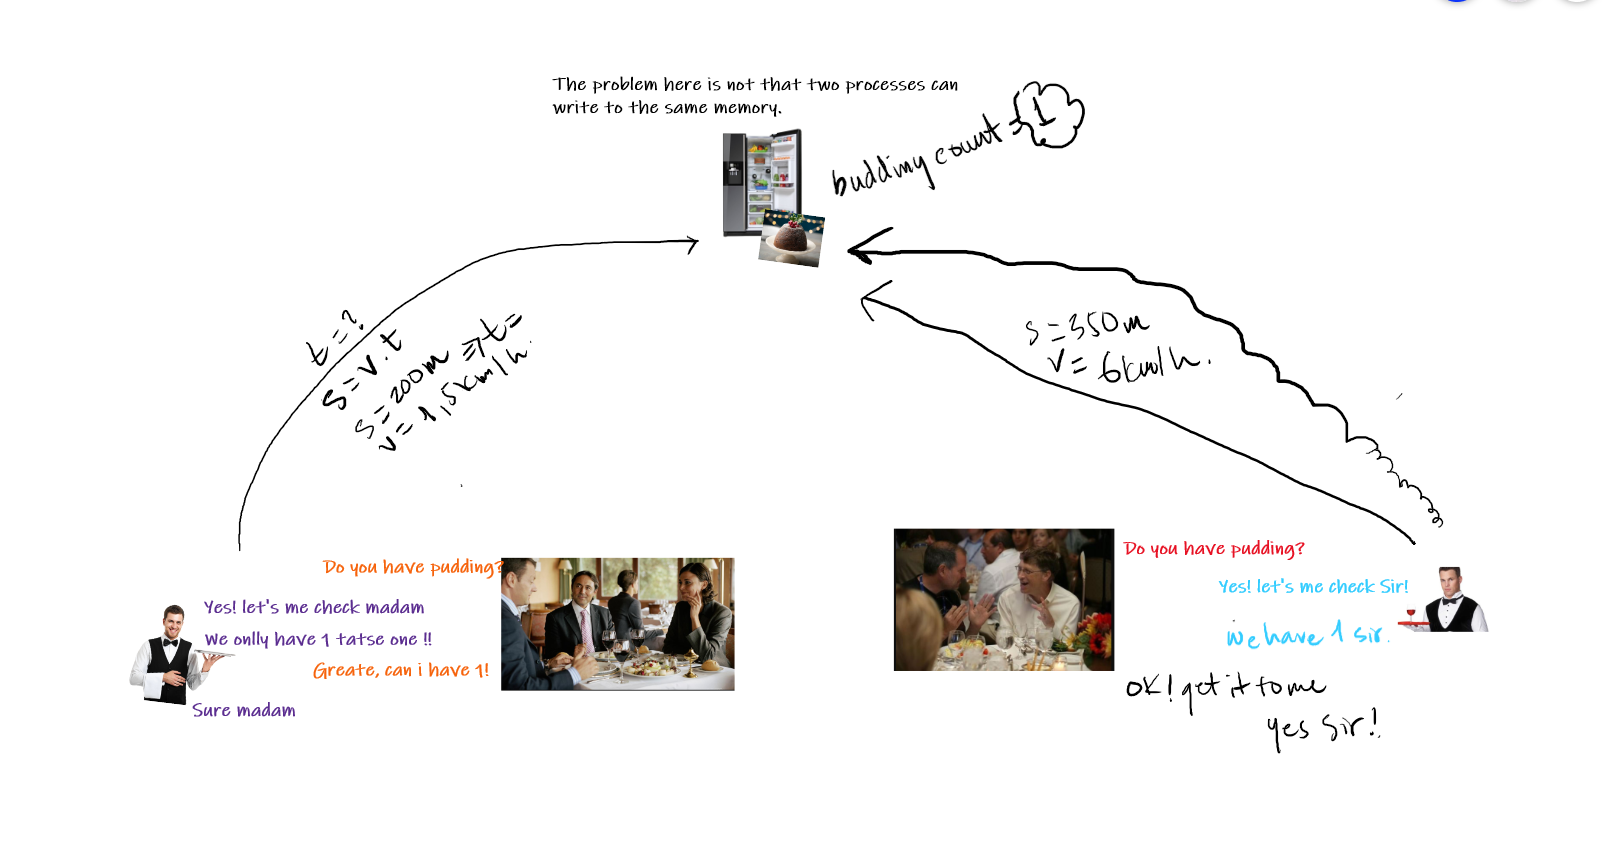 The problem here is not that two processes can
write to the same memory.
budding count = 1
t = ?
S = v.t
S = 200m => t =
v = 1,5km/h.
S = 350m
V = 6km/h.
Do you have pudding?
Yes! let's me check madam
We onlly have 1 tatse one !!
Greate, can i have 1!
Sure madam
Do you have pudding?
Yes! let's me check Sir!
We have 1 sir.
OK! get it to me
yes Sir!